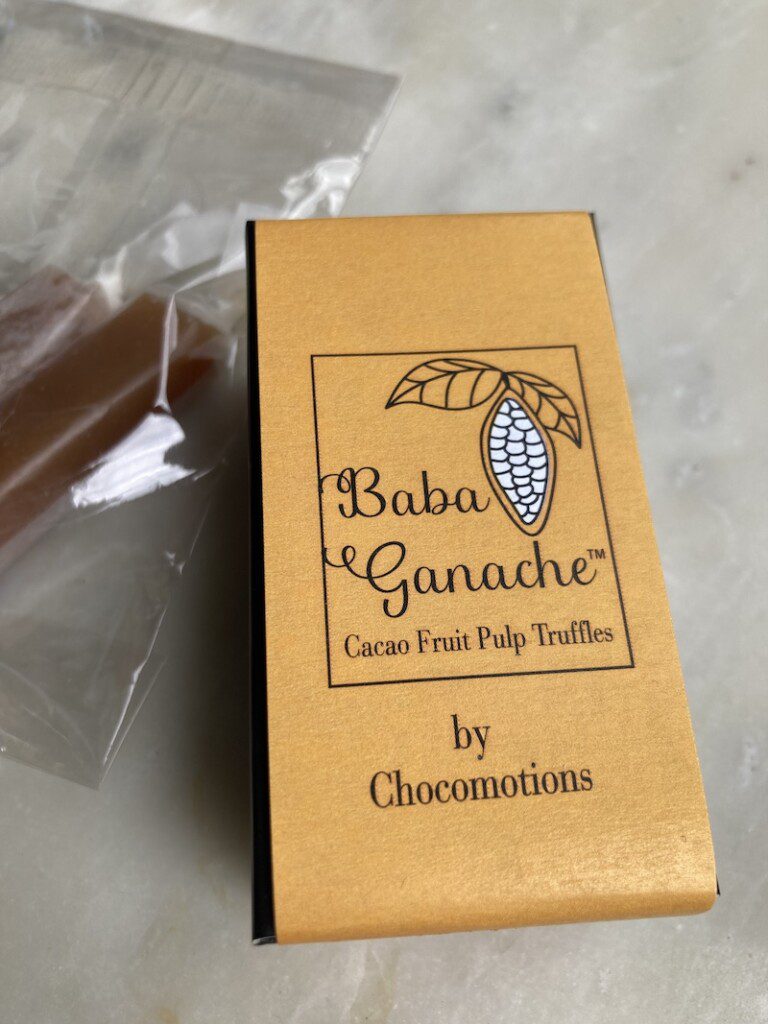 Baba
Ganache™
Cacao Fruit Pulp Truffles
by
Chocomotions